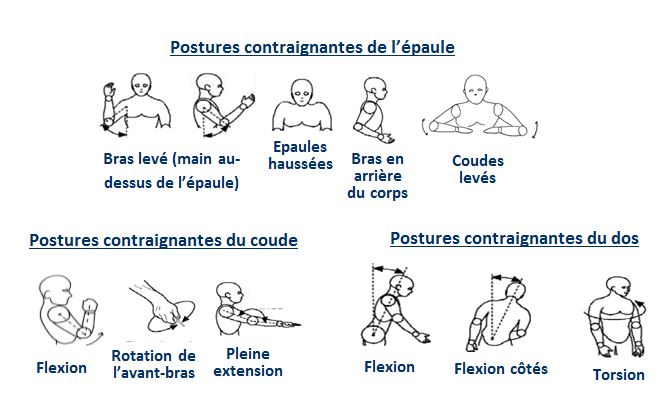 Postures contraignantes de l’épaule
Bras levé (main au-
dessus de l’épaule)
Epaules
haussées
Bras en
arrière
du corps
Coudes
levés
Postures contraignantes du coude
Postures contraignantes du dos
Flexion
Rotation de
l’avant-bras
Pleine
extension
Flexion
Flexion côtés
Torsion